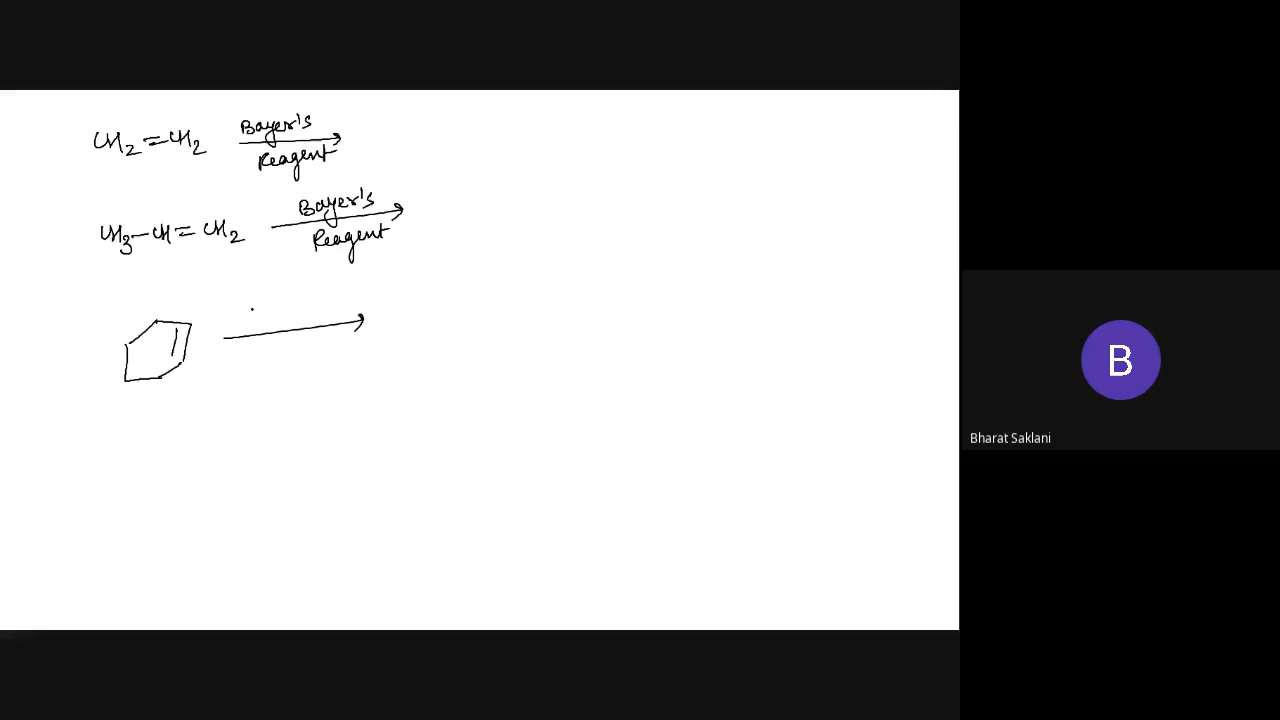 CH2=CH2 Bayer's
Reagent
CH3-CH=CH2 Bayer's
Reagent
B
Bharat Saklani